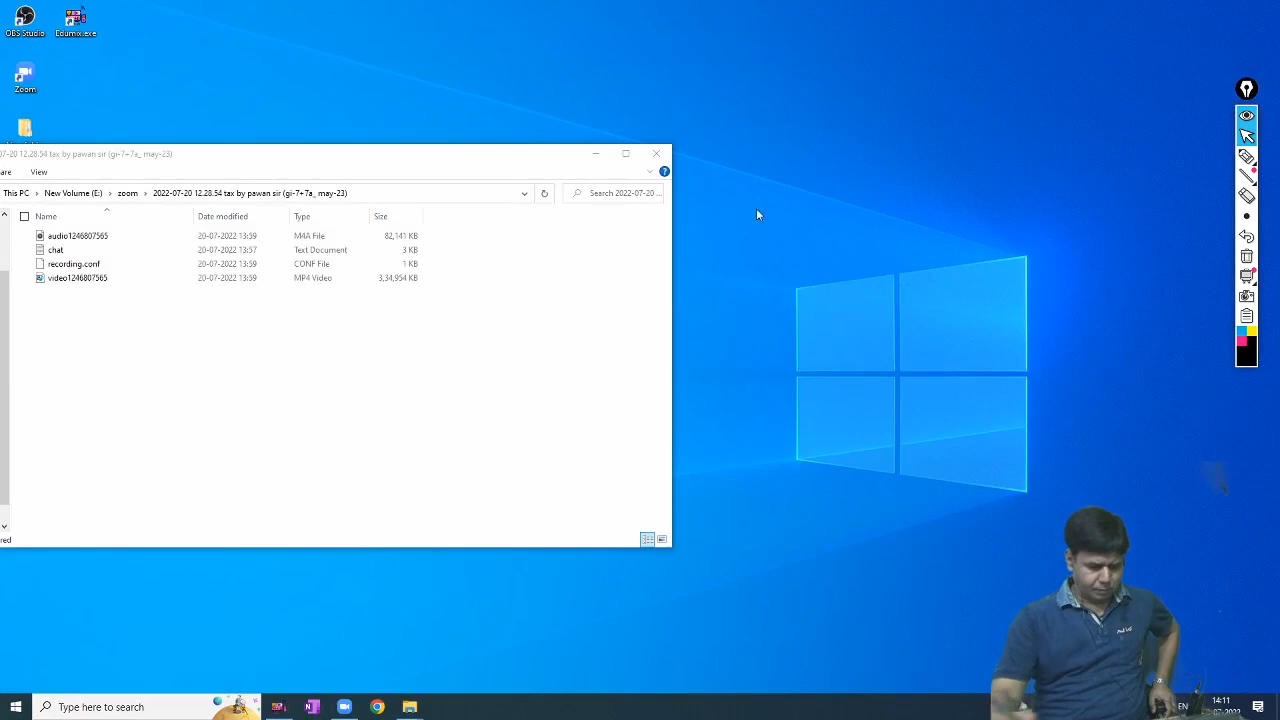 OBS Studio
Edumix.exe
Zoom
07-20 12.28.54 tax by pawan sir (gi-7+7a_ may-23)
are
View
This PC
New Volume (E:)
zoom
2022-07-20 12.28.54 tax by pawan sir (gi-7+7a_ may-23)
Search 2022-07-20 ...
Name
Date modified
Type
Size
audio1246807565
20-07-2022 13:59
M4A File
82,141 KB
chat
20-07-2022 13:57
Text Document
3 KB
recording.conf
20-07-2022 13:59
CONF File
1 KB
video1246807565
20-07-2022 13:59
MP4 Video
3,34,954 KB
red
Type here to search
EN
14:11
-07-2022